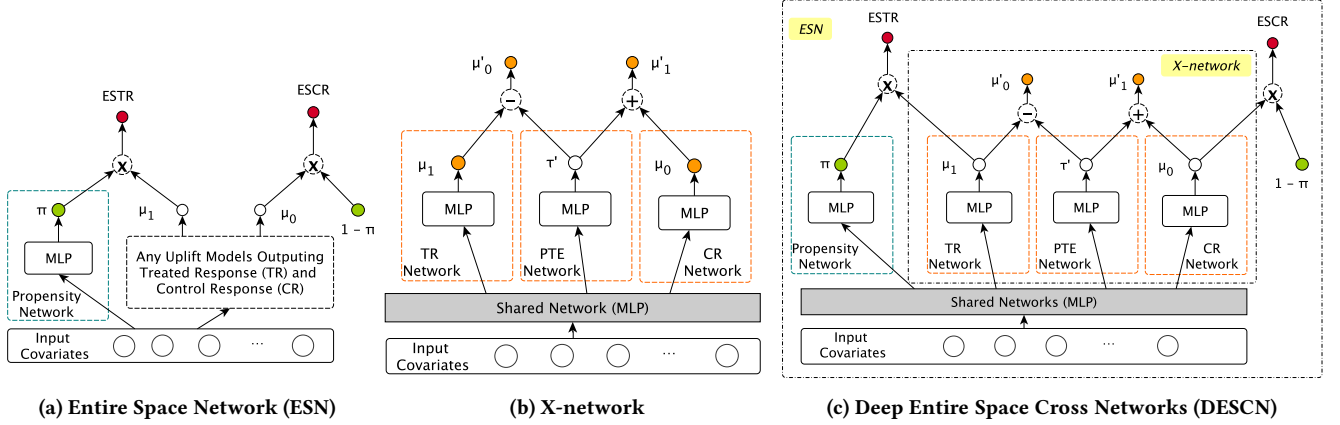 ESTR
ESCR
x
x
π
μ1
μ0
1 − π
MLP
Any Uplift Models Outputing
Treated Response (TR) and
Control Response (CR)
Propensity
Network
Input
Covariates
...
(a) Entire Space Network (ESN)
μ'0
μ'1
−
+
μ1
τ'
μ0
MLP
MLP
MLP
TR
Network
PTE
Network
CR
Network
Shared Network (MLP)
Input
Covariates
...
(b) X-network
ESN
ESTR
ESCR
X-network
x
x
μ'0
μ'1
−
+
π
μ1
τ'
μ0
1 − π
MLP
MLP
MLP
MLP
Propensity
Network
TR
Network
PTE
Network
CR
Network
Shared Networks (MLP)
Input
Covariates
...
(c) Deep Entire Space Cross Networks (DESCN)